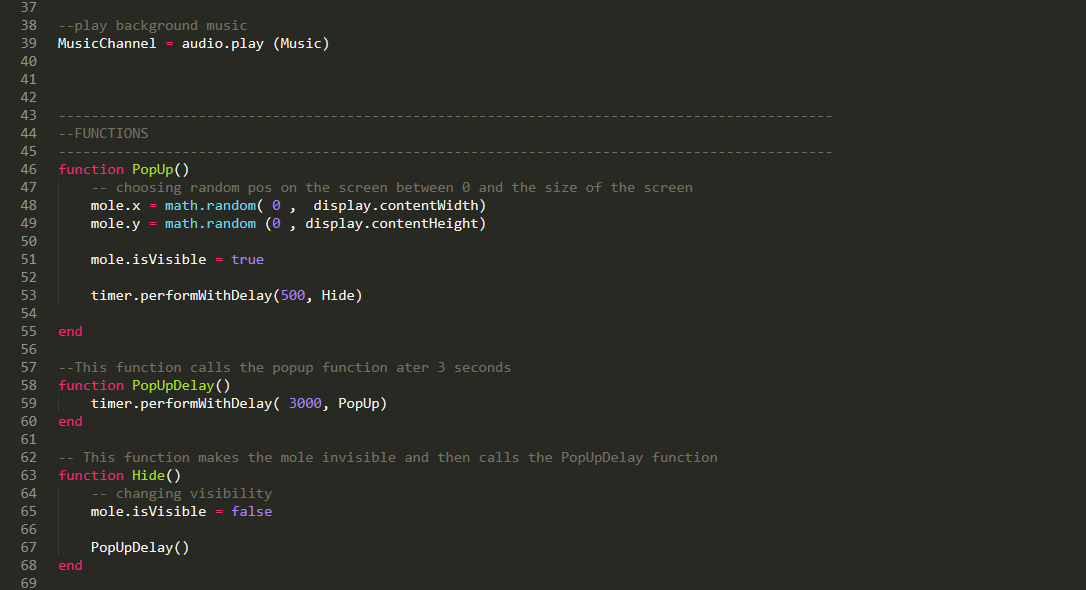 37
38 --play background music
39 MusicChannel = audio.play (Music)
40
41
42
43 ----------------------------------------------------------------------------------------------
44 --FUNCTIONS
45 ----------------------------------------------------------------------------------------------
46 function PopUp()
47     -- choosing random pos on the screen between 0 and the size of the screen
48     mole.x = math.random( 0 ,  display.contentWidth)
49     mole.y = math.random (0 , display.contentHeight)
50
51     mole.isVisible = true
52
53     timer.performWithDelay(500, Hide)
54
55 end
56
57 --This function calls the popup function ater 3 seconds
58 function PopUpDelay()
59     timer.performWithDelay( 3000, PopUp)
60 end
61
62 -- This function makes the mole invisible and then calls the PopUpDelay function
63 function Hide()
64     -- changing visibility
65     mole.isVisible = false
66
67     PopUpDelay()
68 end
69